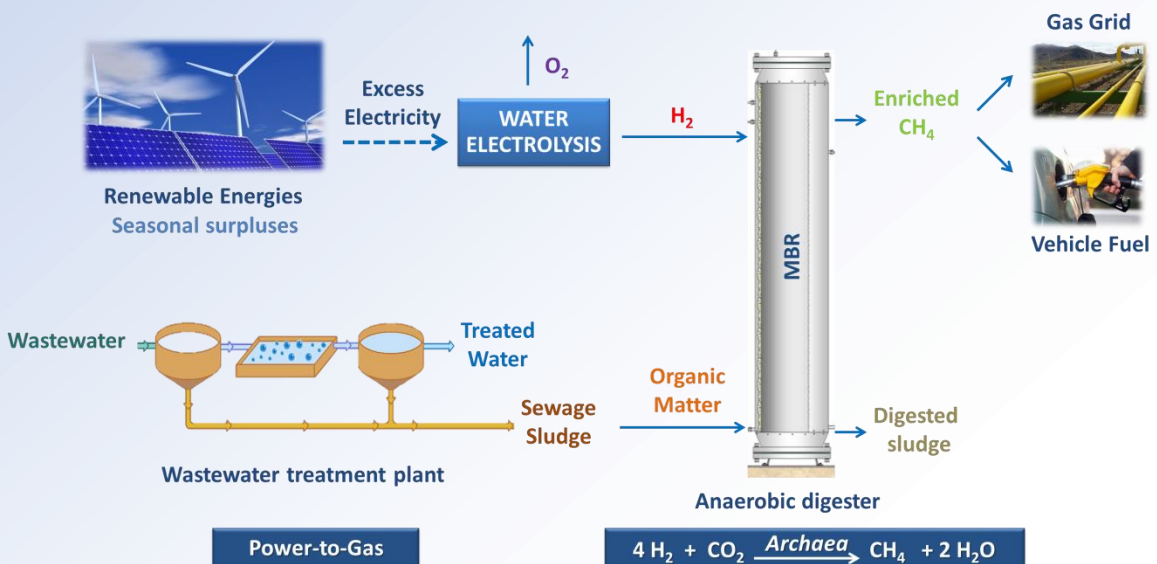 Gas Grid
O₂
Excess
Electricity
WATER
ELECTROLYSIS
H₂
Enriched
CH₄
Renewable Energies
Seasonal surpluses
MBR
Vehicle Fuel
Wastewater
Treated
Water
Organic
Matter
Sewage
Sludge
Digested
sludge
Wastewater treatment plant
Anaerobic digester
Power-to-Gas
4 H₂ + CO₂ Archaea CH₄ + 2 H₂O